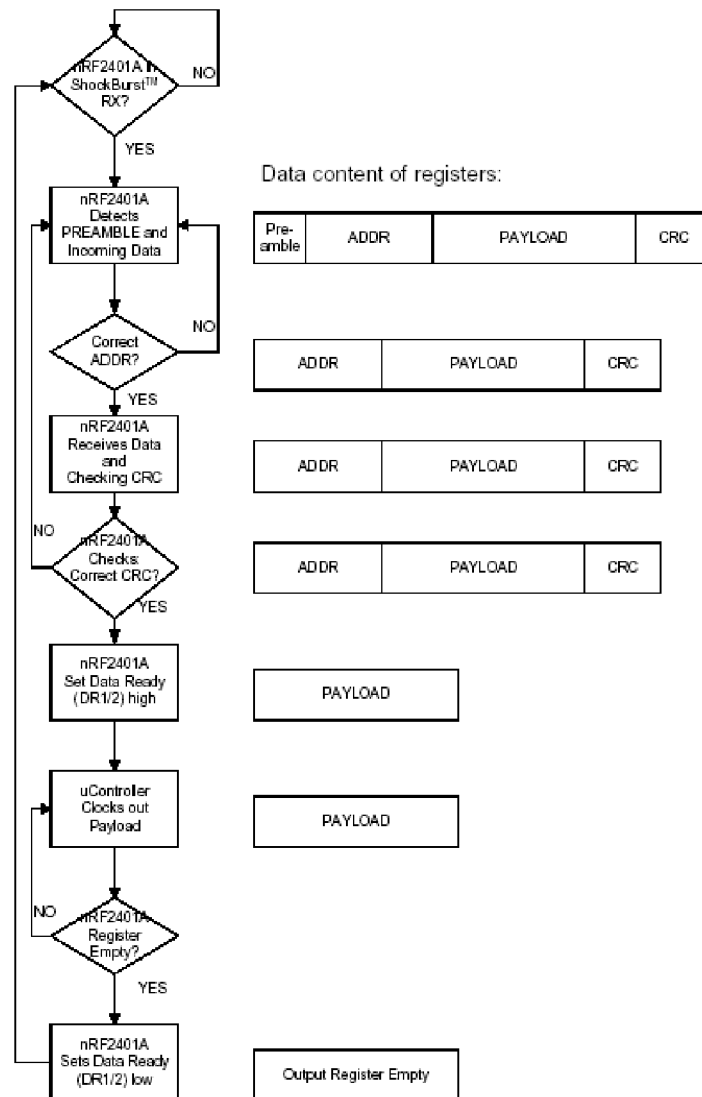 nRF2401A in
ShockBurst™
RX?
NO
YES
Data content of registers:
nRF2401A
Detects
PREAMBLE and
Incoming Data
Pre-
amble
ADDR
PAYLOAD
CRC
NO
Correct
ADDR?
ADDR
PAYLOAD
CRC
YES
nRF2401A
Receives Data
and
Checking CRC
ADDR
PAYLOAD
CRC
NO
nRF2401A
Checks:
Correct CRC?
ADDR
PAYLOAD
CRC
YES
nRF2401A
Set Data Ready
(DR1/2) high
PAYLOAD
uController
Clocks out
Payload
PAYLOAD
NO
nRF2401A
Register
Empty?
YES
nRF2401A
Sets Data Ready
(DR1/2) low
Output Register Empty